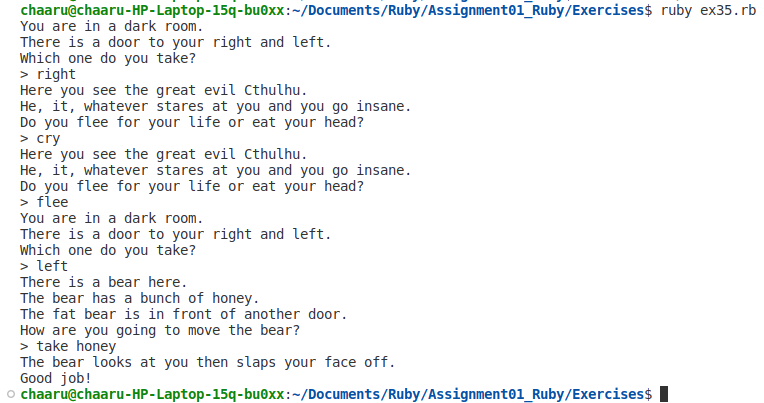 chaaru@chaaru-HP-Laptop-15q-bu0xx:~/Documents/Ruby/Assignment01_Ruby/Exercises$ ruby ex35.rb
You are in a dark room.
There is a door to your right and left.
Which one do you take?
> right
Here you see the great evil Cthulhu.
He, it, whatever stares at you and you go insane.
Do you flee for your life or eat your head?
> cry
Here you see the great evil Cthulhu.
He, it, whatever stares at you and you go insane.
Do you flee for your life or eat your head?
> flee
You are in a dark room.
There is a door to your right and left.
Which one do you take?
> left
There is a bear here.
The bear has a bunch of honey.
The fat bear is in front of another door.
How are you going to move the bear?
> take honey
The bear looks at you then slaps your face off.
Good job!
chaaru@chaaru-HP-Laptop-15q-bu0xx:~/Documents/Ruby/Assignment01_Ruby/Exercises$